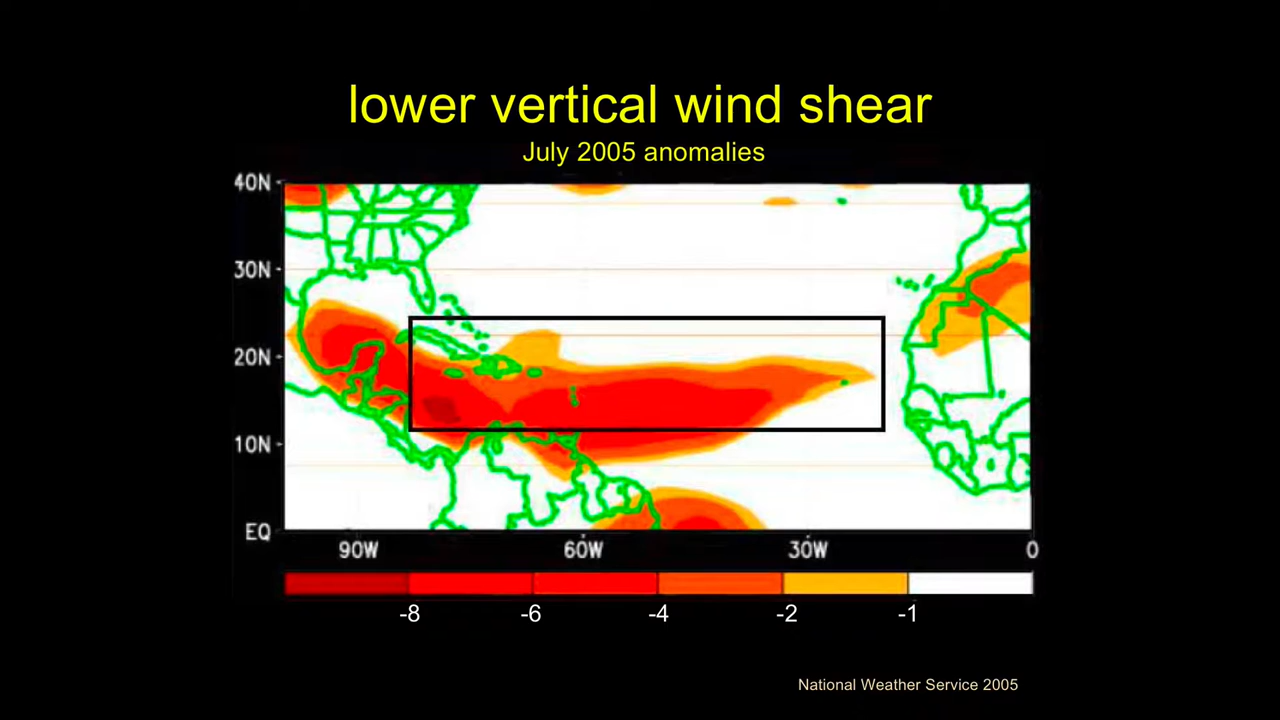 lower vertical wind shear
July 2005 anomalies
40N
30N
20N
10N
EQ
90W 60W 30W 0
-8 -6 -4 -2 -1
National Weather Service 2005